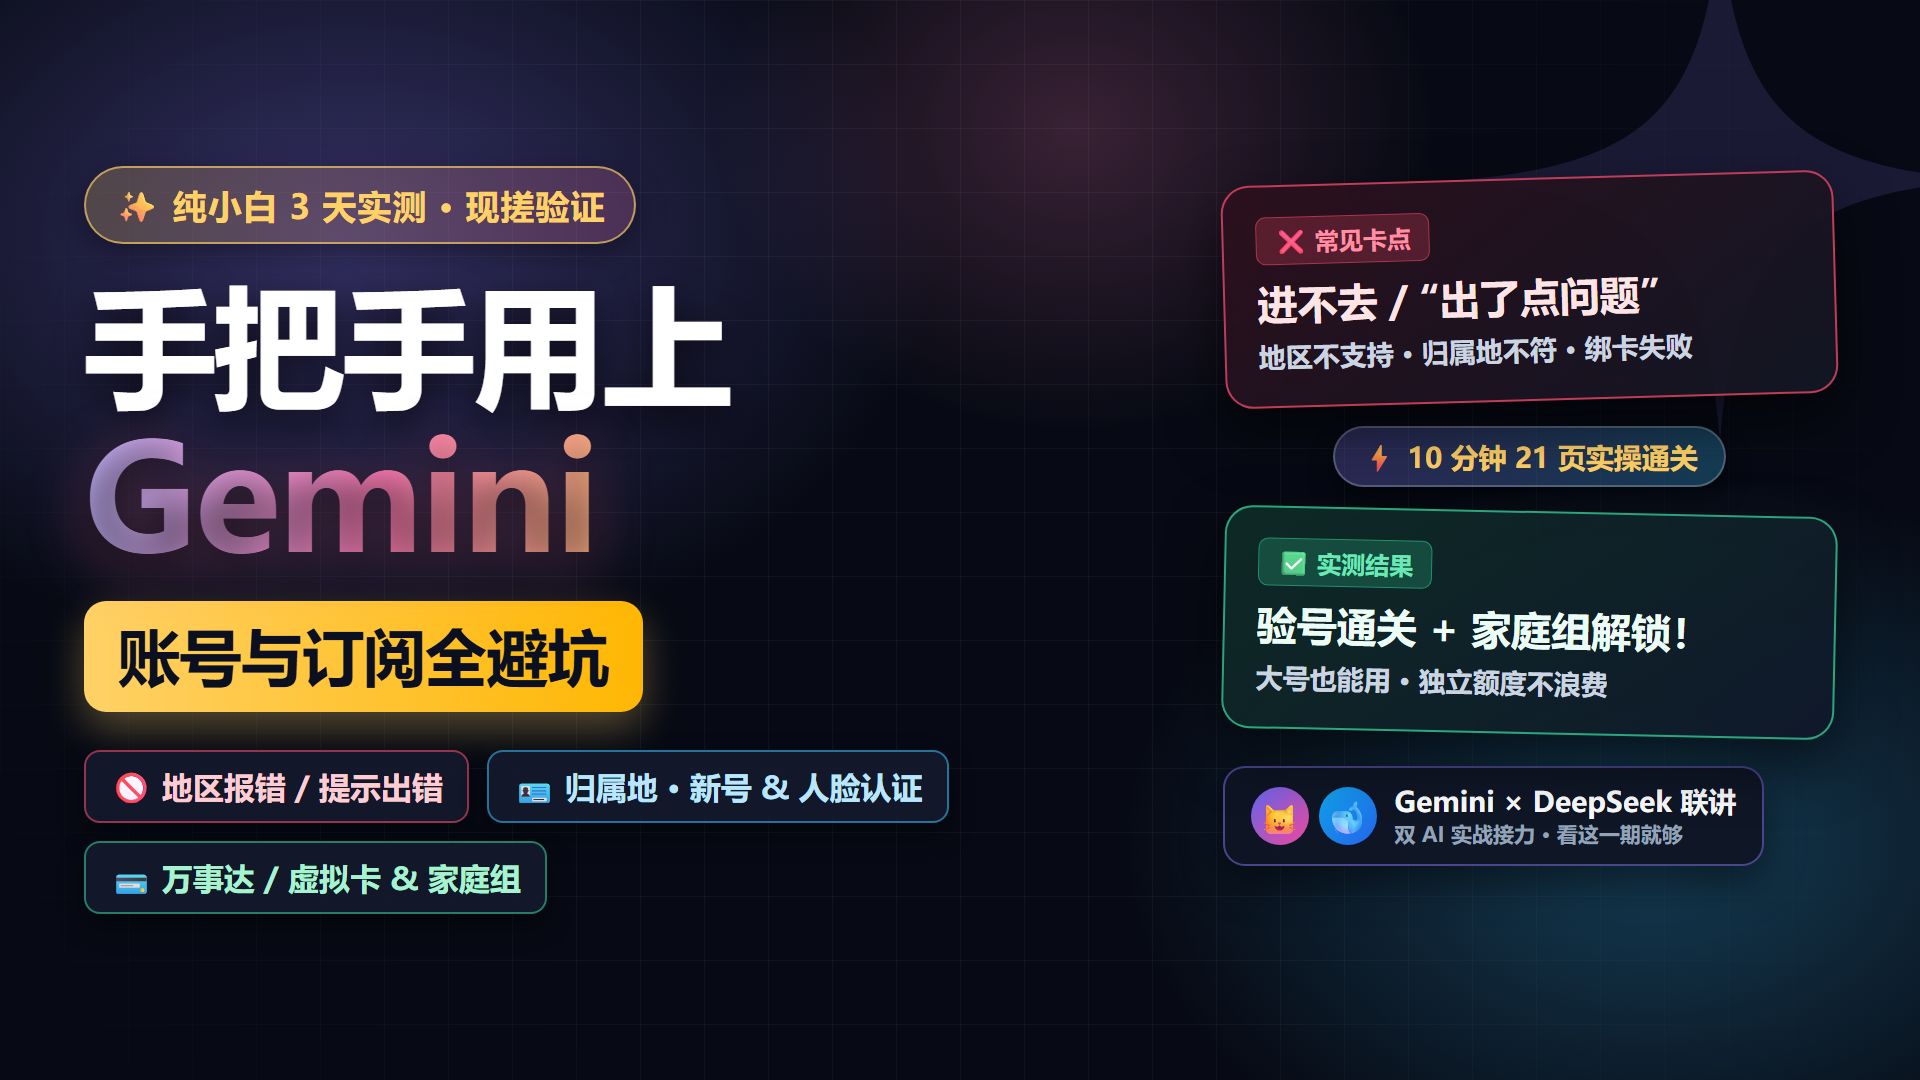 ✨ 纯小白 3 天实测 · 现搓验证
手把手用上
Gemini
账号与订阅全避坑
🚫 地区报错 / 提示出错
🪪 归属地 · 新号 & 人脸认证
💳 万事达 / 虚拟卡 & 家庭组
❌ 常见卡点
进不去 / “出了点问题”
地区不支持 · 归属地不符 · 绑卡失败
⚡ 10 分钟 21 页实操通关
✅ 实测结果
验号通关 + 家庭组解锁！
大号也能用 · 独立额度不浪费
Gemini × DeepSeek 联讲
双 AI 实战接力 · 看这一期就够